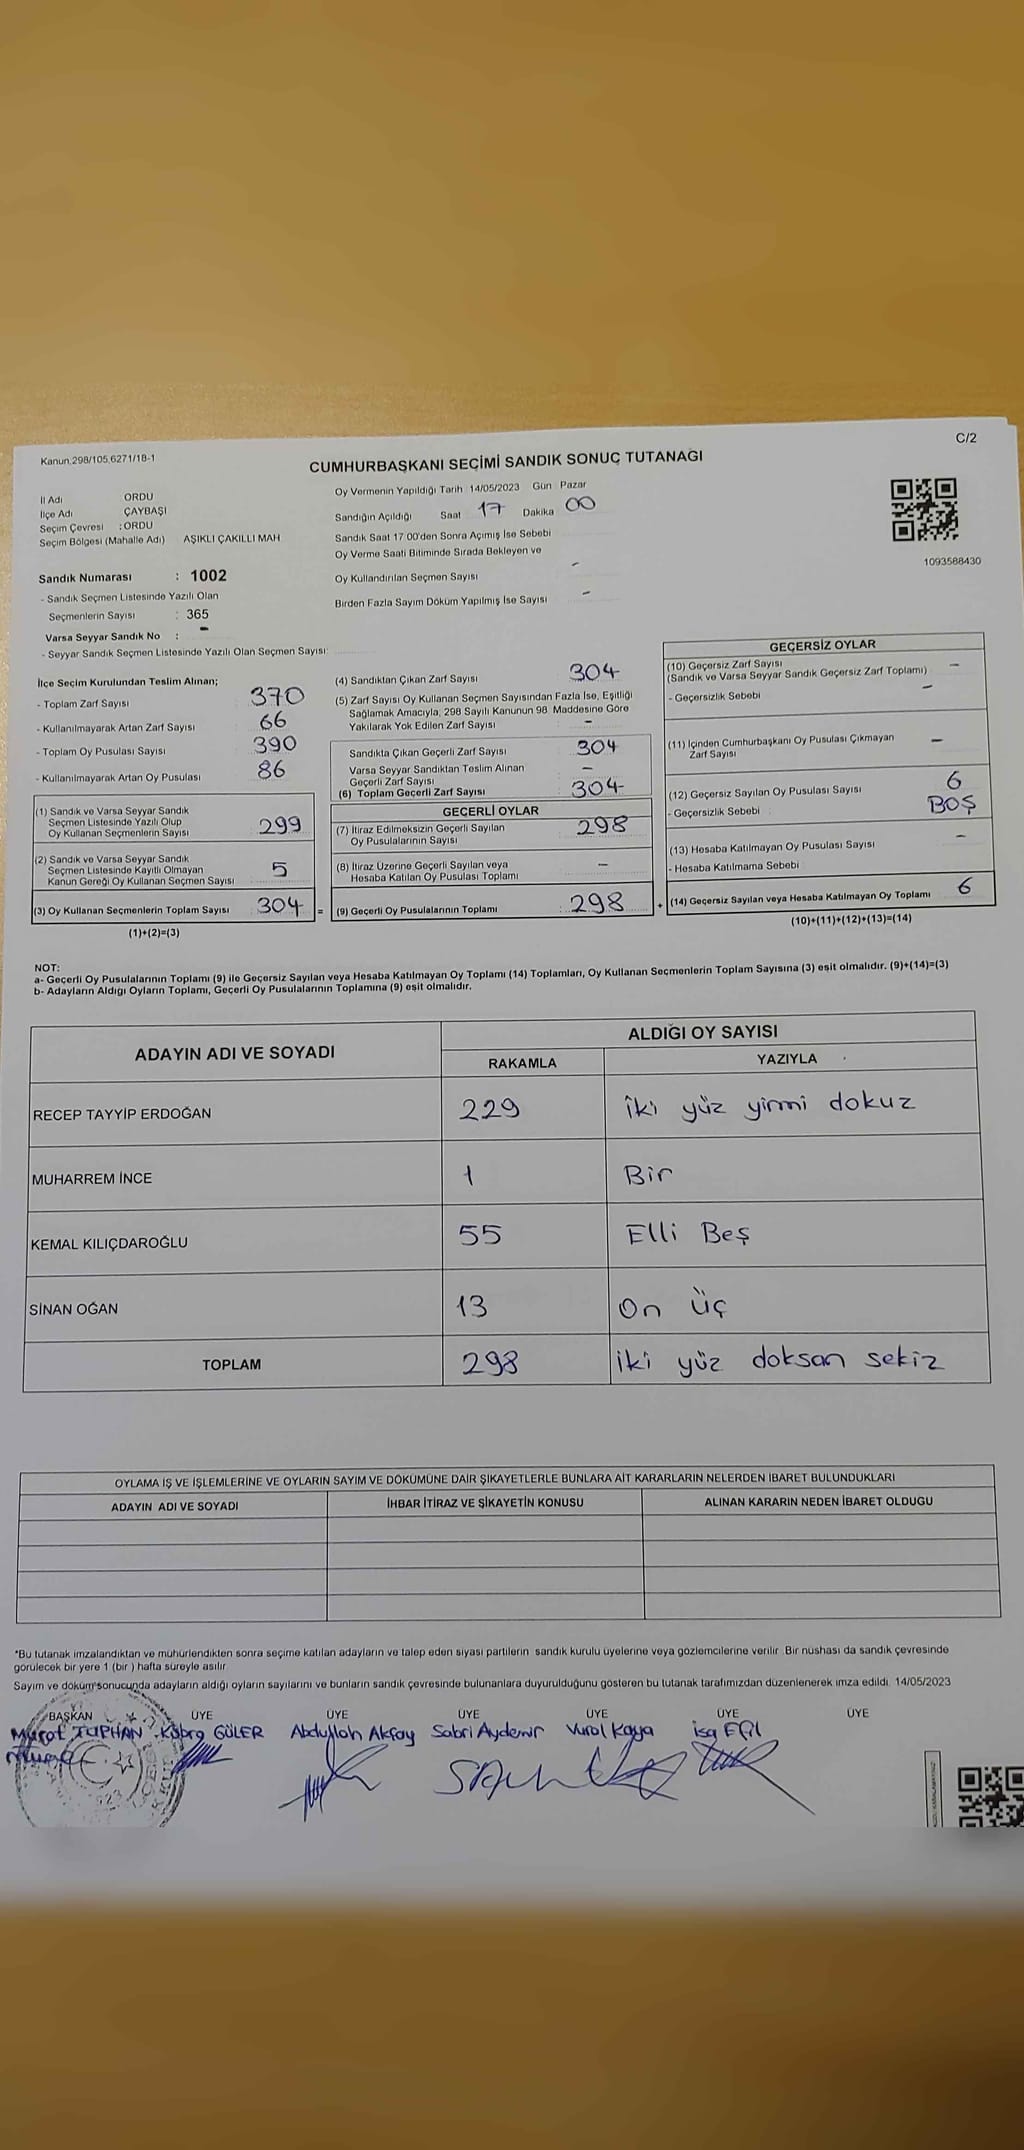 Kanun.298/105,6271/18-1
C/2
CUMHURBAŞKANI SEÇİMİ SANDIK SONUÇ TUTANAGI
İl Adı ORDU
İlçe Adı ÇAYBAŞI
Seçim Çevresi : ORDU
Seçim Bölgesi (Mahalle Adı) AŞIKLI ÇAKILLI MAH
Oy Vermenin Yapıldığı Tarih 14/05/2023 Gün Pazar
Sandığın Açıldığı Saat 17 Dakika 00
Sandık Saat 17 00'den Sonra Açımış İse Sebebi
Oy Verme Saati Bitiminde Sırada Bekleyen ve
Oy Kullandırılan Seçmen Sayısı -
Birden Fazla Sayım Döküm Yapılmış İse Sayısı -
1093588430
Sandık Numarası : 1002
- Sandık Seçmen Listesinde Yazılı Olan
Seçmenlerin Sayısı : 365
Varsa Seyyar Sandık No : -
- Seyyar Sandık Seçmen Listesinde Yazılı Olan Seçmen Sayısı:
İlçe Seçim Kurulundan Teslim Alınan;
- Toplam Zarf Sayısı 370
- Kullanılmayarak Artan Zarf Sayısı 66
- Toplam Oy Pusulası Sayısı 390
- Kullanılmayarak Artan Oy Pusulası 86
(1) Sandık ve Varsa Seyyar Sandık
Seçmen Listesinde Yazılı Olup
Oy Kullanan Seçmenlerin Sayısı 299
(2) Sandık ve Varsa Seyyar Sandık
Seçmen Listesinde Kayıtlı Olmayan
Kanun Gereği Oy Kullanan Seçmen Sayısı 5
(3) Oy Kullanan Seçmenlerin Toplam Sayısı 304 =
(1)+(2)=(3)
(4) Sandıktan Çıkan Zarf Sayısı 304
(5) Zarf Sayısı Oy Kullanan Seçmen Sayısından Fazla İse, Eşitliği
Sağlamak Amacıyla, 298 Sayılı Kanunun 98. Maddesine Göre
Yakılarak Yok Edilen Zarf Sayısı -
Sandıkta Çıkan Geçerli Zarf Sayısı 304
Varsa Seyyar Sandıktan Teslim Alınan
Geçerli Zarf Sayısı -
(6) Toplam Geçerli Zarf Sayısı 304
GEÇERLİ OYLAR
(7) İtiraz Edilmeksizin Geçerli Sayılan
Oy Pusulalarının Sayısı 298
(8) İtiraz Üzerine Geçerli Sayılan veya
Hesaba Katılan Oy Pusulası Toplamı -
(9) Geçerli Oy Pusulalarının Toplamı : 298 +
GEÇERSİZ OYLAR
(10) Geçersiz Zarf Sayısı -
(Sandık ve Varsa Seyyar Sandık Geçersiz Zarf Toplamı)
- Geçersizlik Sebebi -
(11) İçinden Cumhurbaşkanı Oy Pusulası Çıkmayan
Zarf Sayısı -
(12) Geçersiz Sayılan Oy Pusulası Sayısı 6
- Geçersizlik Sebebi BOŞ
(13) Hesaba Katılmayan Oy Pusulası Sayısı -
- Hesaba Katılmama Sebebi
(14) Geçersiz Sayılan veya Hesaba Katılmayan Oy Toplamı 6
(10)+(11)+(12)+(13)=(14)
NOT:
a- Geçerli Oy Pusulalarının Toplamı (9) ile Geçersiz Sayılan veya Hesaba Katılmayan Oy Toplamı (14) Toplamları, Oy Kullanan Seçmenlerin Toplam Sayısına (3) eşit olmalıdır. (9)+(14)=(3)
b- Adayların Aldığı Oyların Toplamı, Geçerli Oy Pusulalarının Toplamına (9) eşit olmalıdır.
ADAYIN ADI VE SOYADI ALDIĞI OY SAYISI
RAKAMLA YAZIYLA
RECEP TAYYİP ERDOĞAN 229 iki yüz yirmi dokuz
MUHARREM İNCE 1 Bir
KEMAL KILIÇDAROĞLU 55 Elli Beş
SİNAN OĞAN 13 On üç
TOPLAM 298 iki yüz doksan sekiz
OYLAMA İŞ VE İŞLEMLERİNE VE OYLARIN SAYIM VE DÖKÜMÜNE DAİR ŞİKAYETLERLE BUNLARA AİT KARARLARIN NELERDEN İBARET BULUNDUKLARI
ADAYIN ADI VE SOYADI İHBAR İTİRAZ VE ŞİKAYETİN KONUSU ALINAN KARARIN NEDEN İBARET OLDUGU
*Bu tutanak imzalandıktan ve mühürlendikten sonra seçime katılan adayların ve talep eden siyasi partilerin sandık kurulu üyelerine veya gözlemcilerine verilir. Bir nüshası da sandık çevresinde
görülecek bir yere 1 (bir ) hafta süreyle asılır
Sayım ve döküm sonucunda adayların aldığı oyların sayılarını ve bunların sandık çevresinde bulunanlara duyurulduğunu gösteren bu tutanak tarafımızdan düzenlenerek imza edildi. 14/05/2023
BAŞKAN ÜYE ÜYE ÜYE ÜYE ÜYE ÜYE
Murat TUPHAN Kübra GÜLER Abdullah Aksay Sabri Aydemir Vural Kaya isa EĞİ